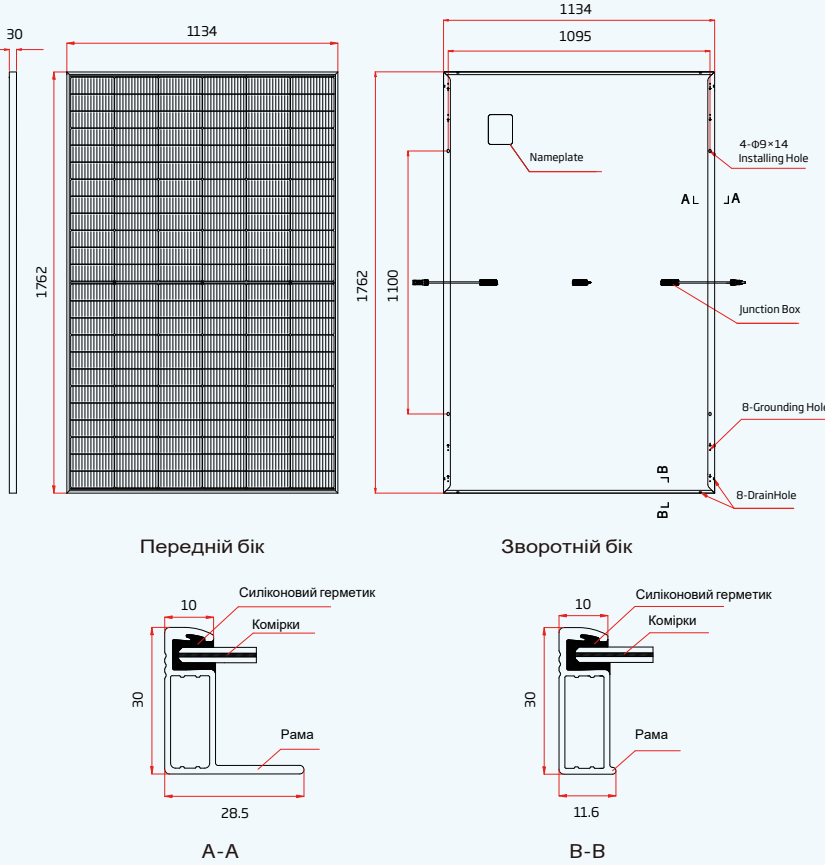 30
1134
1762
1134
1095
1762
1100
Nameplate
4-Φ9×14
Installing Hole
A
A
Junction Box
8-Grounding Hole
B
B
8-DrainHole
Передній бік
Зворотній бік
10
Силіконовий герметик
Комірки
30
Рама
28.5
A-A
10
Силіконовий герметик
Комірки
30
Рама
11.6
B-B